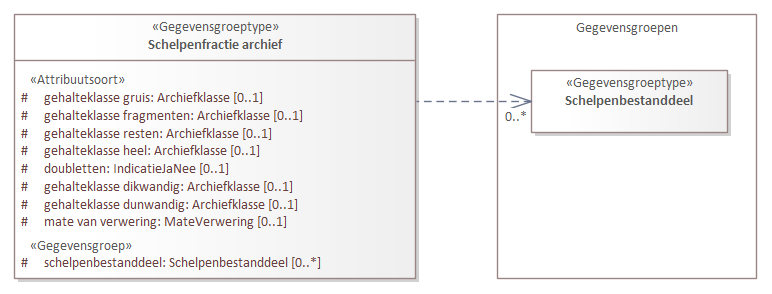 «Gegevensgroeptype»
Schelpenfractie archief
«Attribuutsoort»
# gehalteklasse gruis: Archiefklasse [0..1]
# gehalteklasse fragmenten: Archiefklasse [0..1]
# gehalteklasse resten: Archiefklasse [0..1]
# gehalteklasse heel: Archiefklasse [0..1]
# doubletten: IndicatieJaNee [0..1]
# gehalteklasse dikwandig: Archiefklasse [0..1]
# gehalteklasse dunwandig: Archiefklasse [0..1]
# mate van verwering: MateVerwering [0..1]
«Gegevensgroep»
# schelpenbestanddeel: Schelpenbestanddeel [0..*]
Gegevensgroepen
«Gegevensgroeptype»
Schelpenbestanddeel
0..*